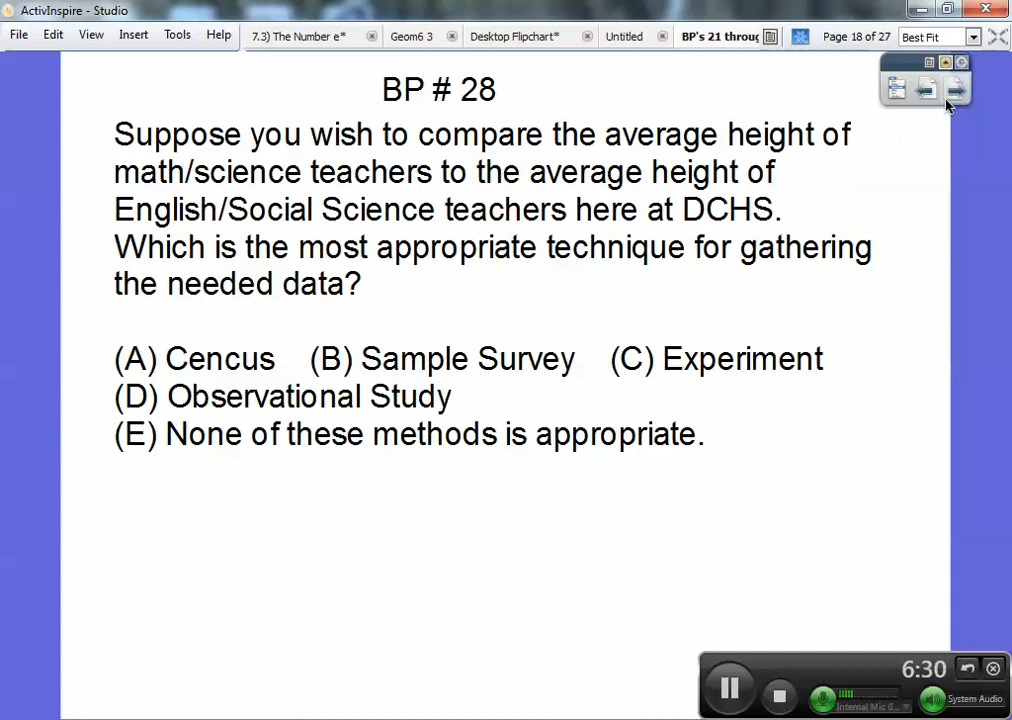 ActivInspire - Studio
File Edit View Insert Tools Help
7.3) The Number e* Geom6 3 Desktop Flipchart* Untitled BP's 21 throug Page 18 of 27 Best Fit
BP # 28
Suppose you wish to compare the average height of
math/science teachers to the average height of
English/Social Science teachers here at DCHS.
Which is the most appropriate technique for gathering
the needed data?
(A) Cencus (B) Sample Survey (C) Experiment
(D) Observational Study
(E) None of these methods is appropriate.
6:30
Internal Mic (I... System Audio